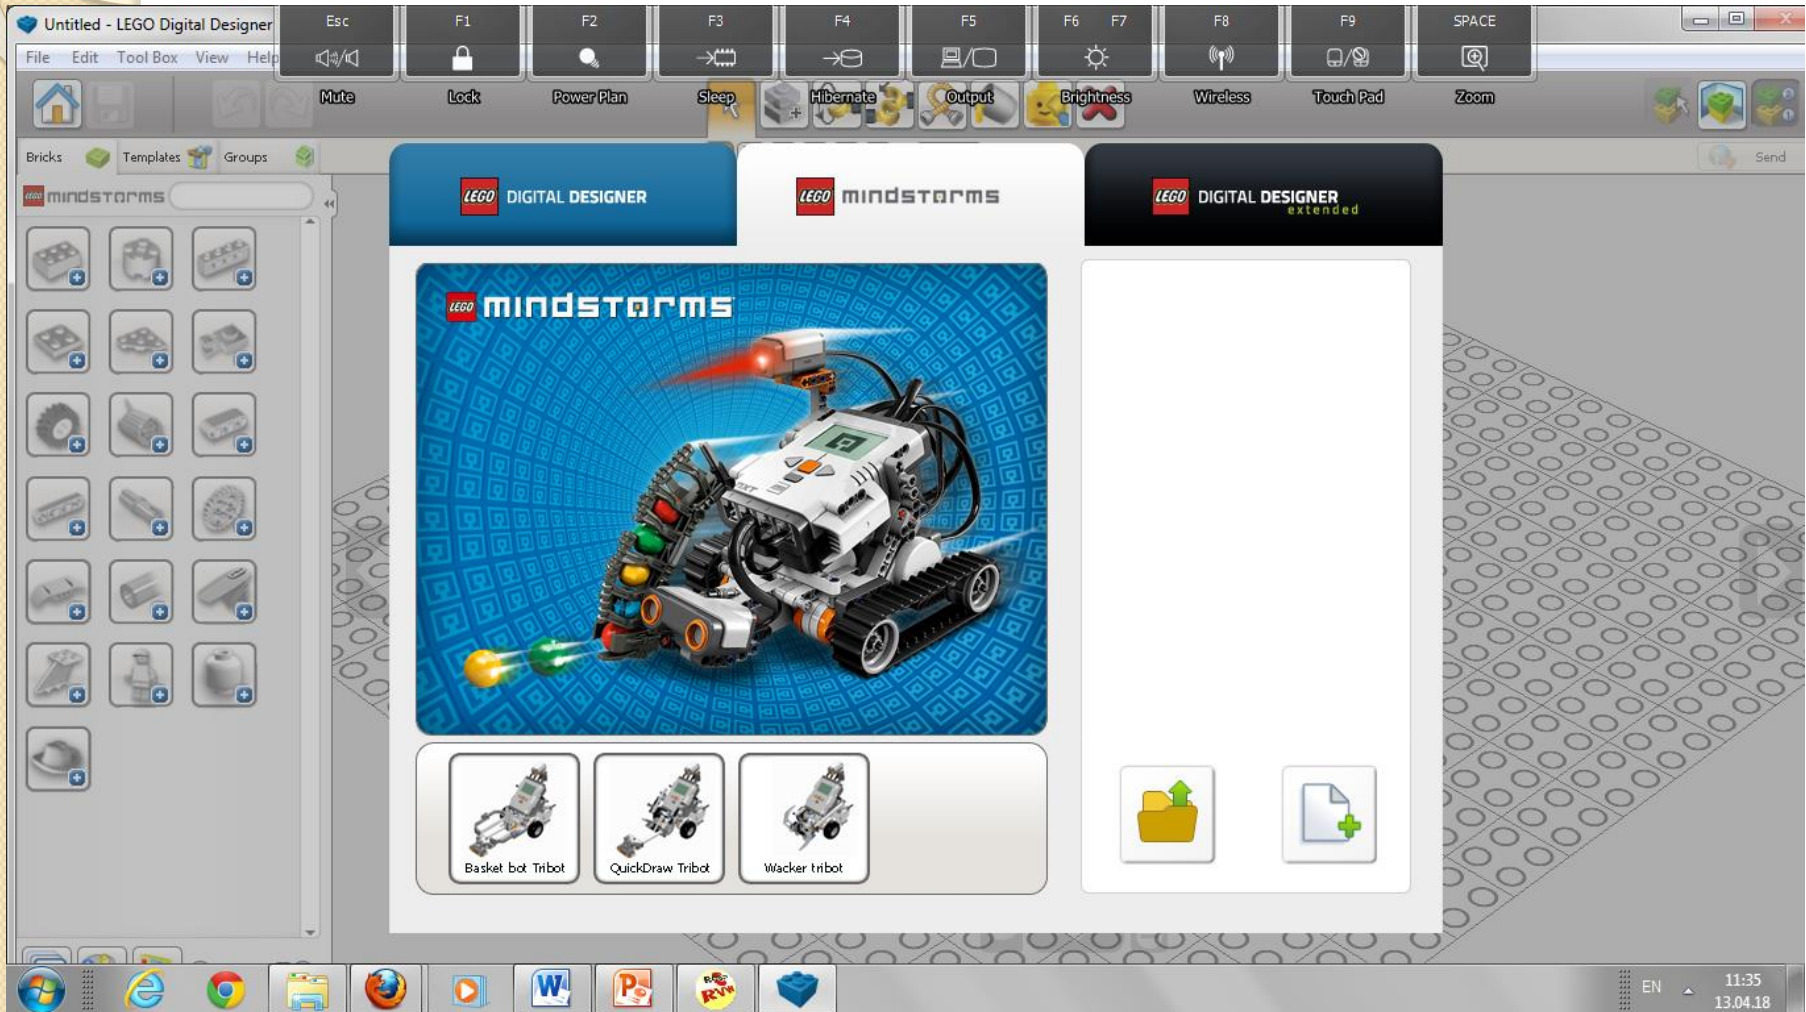 Untitled - LEGO Digital Designer
Esc F1 F2 F3 F4 F5 F6 F7 F8 F9 SPACE
File Edit Tool Box View Help
Mute Lock Power Plan Sleep Hibernate Output Brightness Wireless Touch Pad Zoom
Bricks Templates Groups
Send
LEGO mindstorms
LEGO DIGITAL DESIGNER
LEGO mindstorms
LEGO DIGITAL DESIGNER
extended
LEGO mindstorms
NXT
Basket bot Tribot
QuickDraw Tribot
Wacker tribot
RVW
EN
11:35
13.04.18